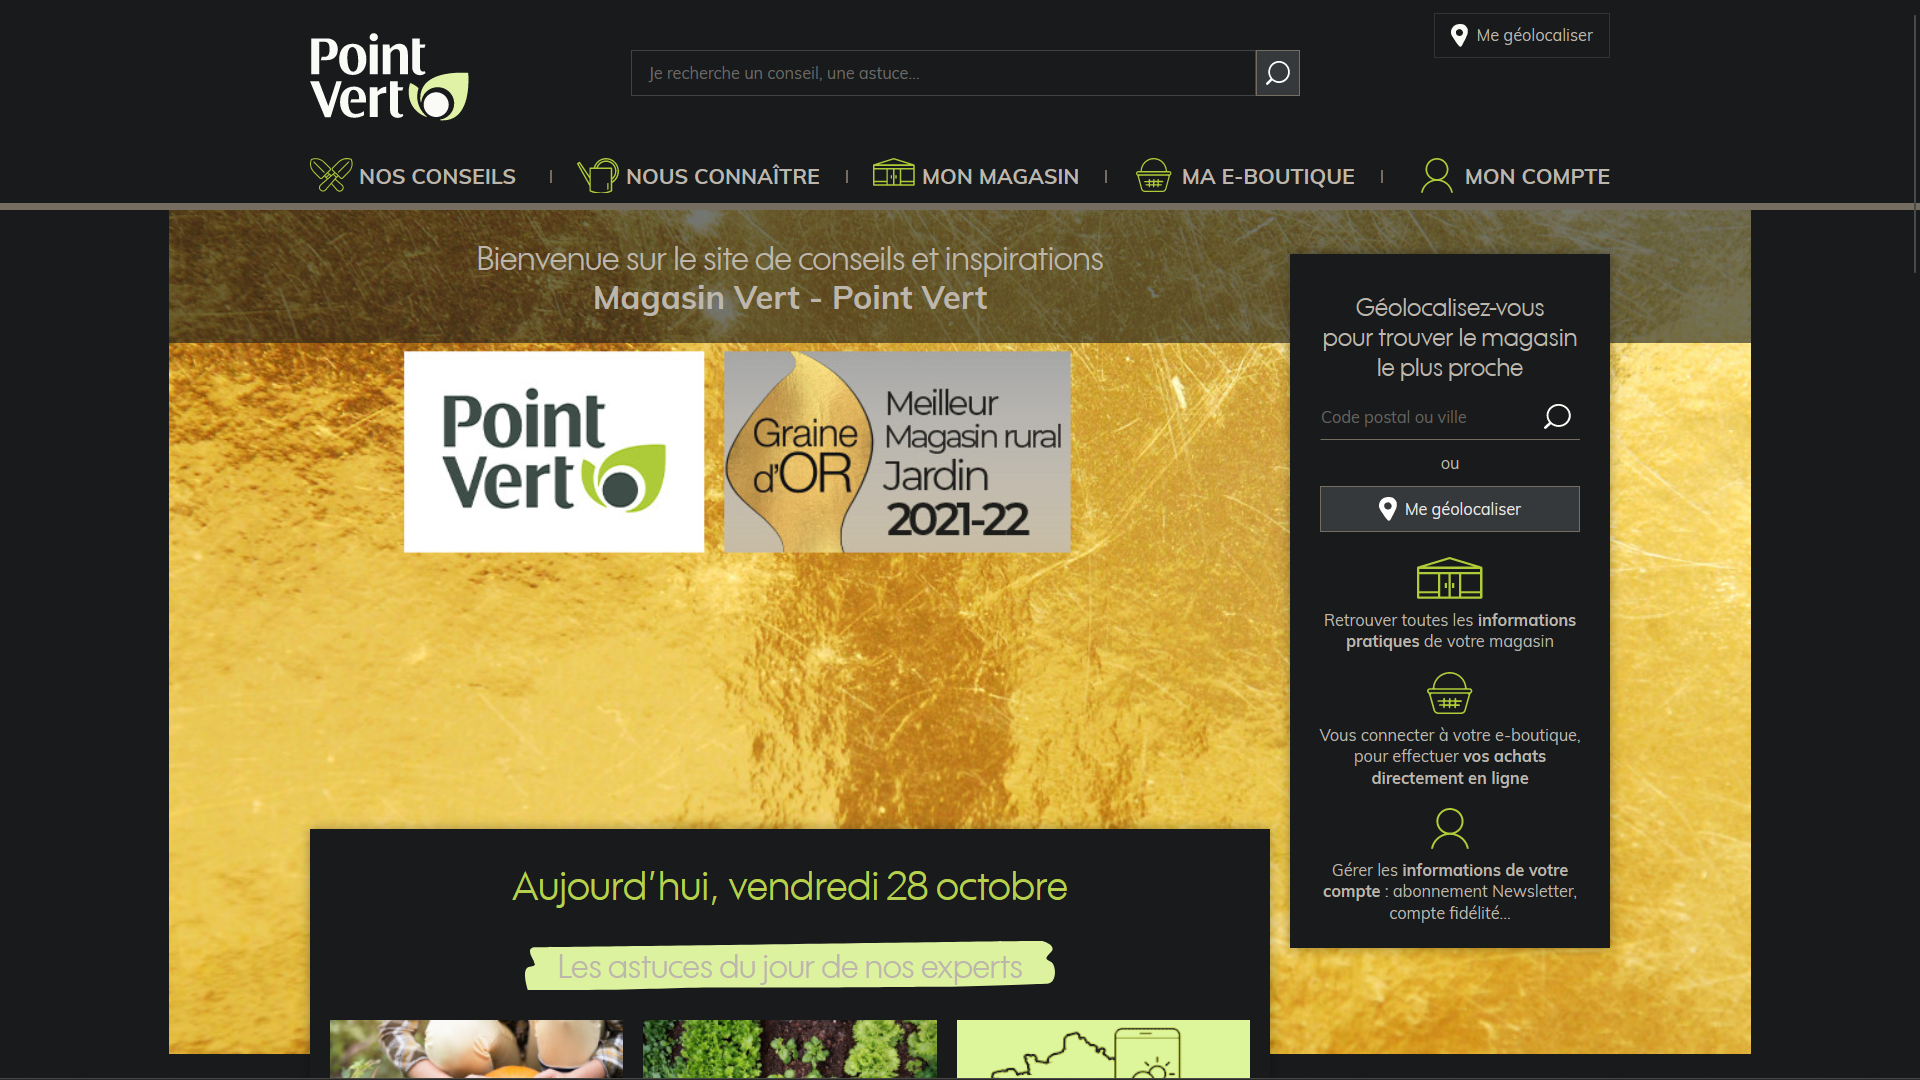 Point
Vert
Je recherche un conseil, une astuce...
Me géolocaliser
NOS CONSEILS
NOUS CONNAÎTRE
MON MAGASIN
MA E-BOUTIQUE
MON COMPTE
Bienvenue sur le site de conseils et inspirations
Magasin Vert - Point Vert
Point
Vert
Graine
d'OR
Meilleur
Magasin rural
Jardin
2021-22
Géolocalisez-vous
pour trouver le magasin
le plus proche
Code postal ou ville
ou
Me géolocaliser
Retrouver toutes les informations
pratiques de votre magasin
Vous connecter à votre e-boutique,
pour effectuer vos achats
directement en ligne
Gérer les informations de votre
compte : abonnement Newsletter,
compte fidélité...
Aujourd'hui, vendredi 28 octobre
Les astuces du jour de nos experts